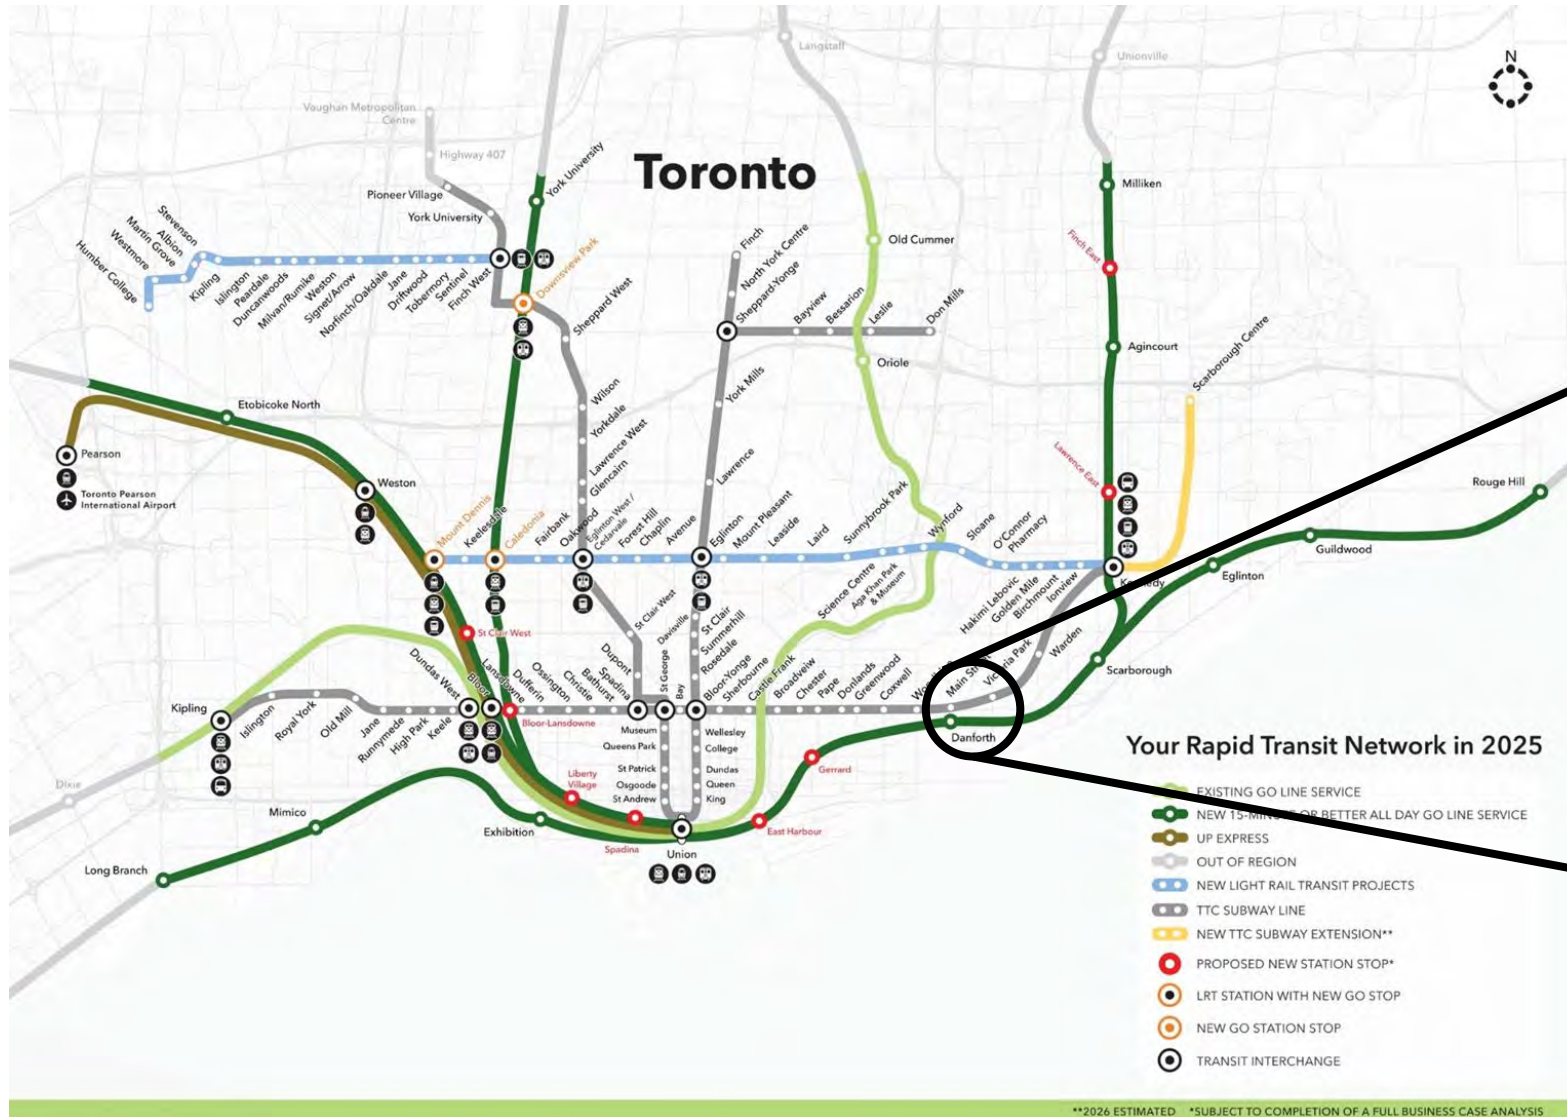 N
Langstaff
Unionville
Vaughan Metropolitan
Centre
Highway 407
Toronto
York University
Pioneer Village
York University
Milliken
Stevenson
Albion
Martin Grove
Westmore
Humber College
Kipling
Islington
Peardale
Duncanwoods
Milvan/Rumike
Weston
Signet/Arrow
Norfinch/Oakdale
Jane
Driftwood
Tobermory
Sentinel
Finch West
Downsview Park
Sheppard West
Finch
North York Centre
Sheppard-Yonge
Bayview
Bessarion
Leslie
Don Mills
Old Cummer
Oriole
Finch East
Agincourt
Scarborough Centre
Lawrence East
Rouge Hill
Etobicoke North
Pearson
Toronto Pearson
International Airport
Weston
Wilson
Yorkdale
Lawrence West
Glencairn
York Mills
Lawrence
Mount Dennis
Keelesdale
Caledonia
Fairbank
Oakwood
Eglinton West/
Cedarvale
Forest Hill
Chaplin
Avenue
Eglinton
Mount Pleasant
Leaside
Laird
Sunnybrook Park
Wynford
Sloane
O'Connor
Pharmacy
Science Centre
Aga Khan Park
& Museum
Hakimi Lebovic
Golden Mile
Birchmount
Ionview
Kennedy
Guildwood
Eglinton
Scarborough
St Clair West
St Clair West
Davisville
St Clair
Summerhill
Rosedale
Dundas West
Bloor
Lansdowne
Dufferin
Ossington
Christie
Bathurst
Spadina
Dupont
St George
Bay
Bloor-Yonge
Sherbourne
Castle Frank
Broadveiw
Chester
Pape
Donlands
Greenwood
Coxwell
Main Street
Victoria Park
Warden
Kipling
Islington
Royal York
Old Mill
Jane
Runnymede
High Park
Keele
Bloor-Lansdowne
Museum
Queens Park
St Patrick
Osgoode
St Andrew
Wellesley
College
Dundas
Queen
King
Danforth
Gerrard
East Harbour
Liberty
Village
Spadina
Union
Exhibition
Dixie
Mimico
Long Branch
Your Rapid Transit Network in 2025
EXISTING GO LINE SERVICE
NEW 15-MINUTE OR BETTER ALL DAY GO LINE SERVICE
UP EXPRESS
OUT OF REGION
NEW LIGHT RAIL TRANSIT PROJECTS
TTC SUBWAY LINE
NEW TTC SUBWAY EXTENSION**
PROPOSED NEW STATION STOP*
LRT STATION WITH NEW GO STOP
NEW GO STATION STOP
TRANSIT INTERCHANGE
**2026 ESTIMATED *SUBJECT TO COMPLETION OF A FULL BUSINESS CASE ANALYSIS